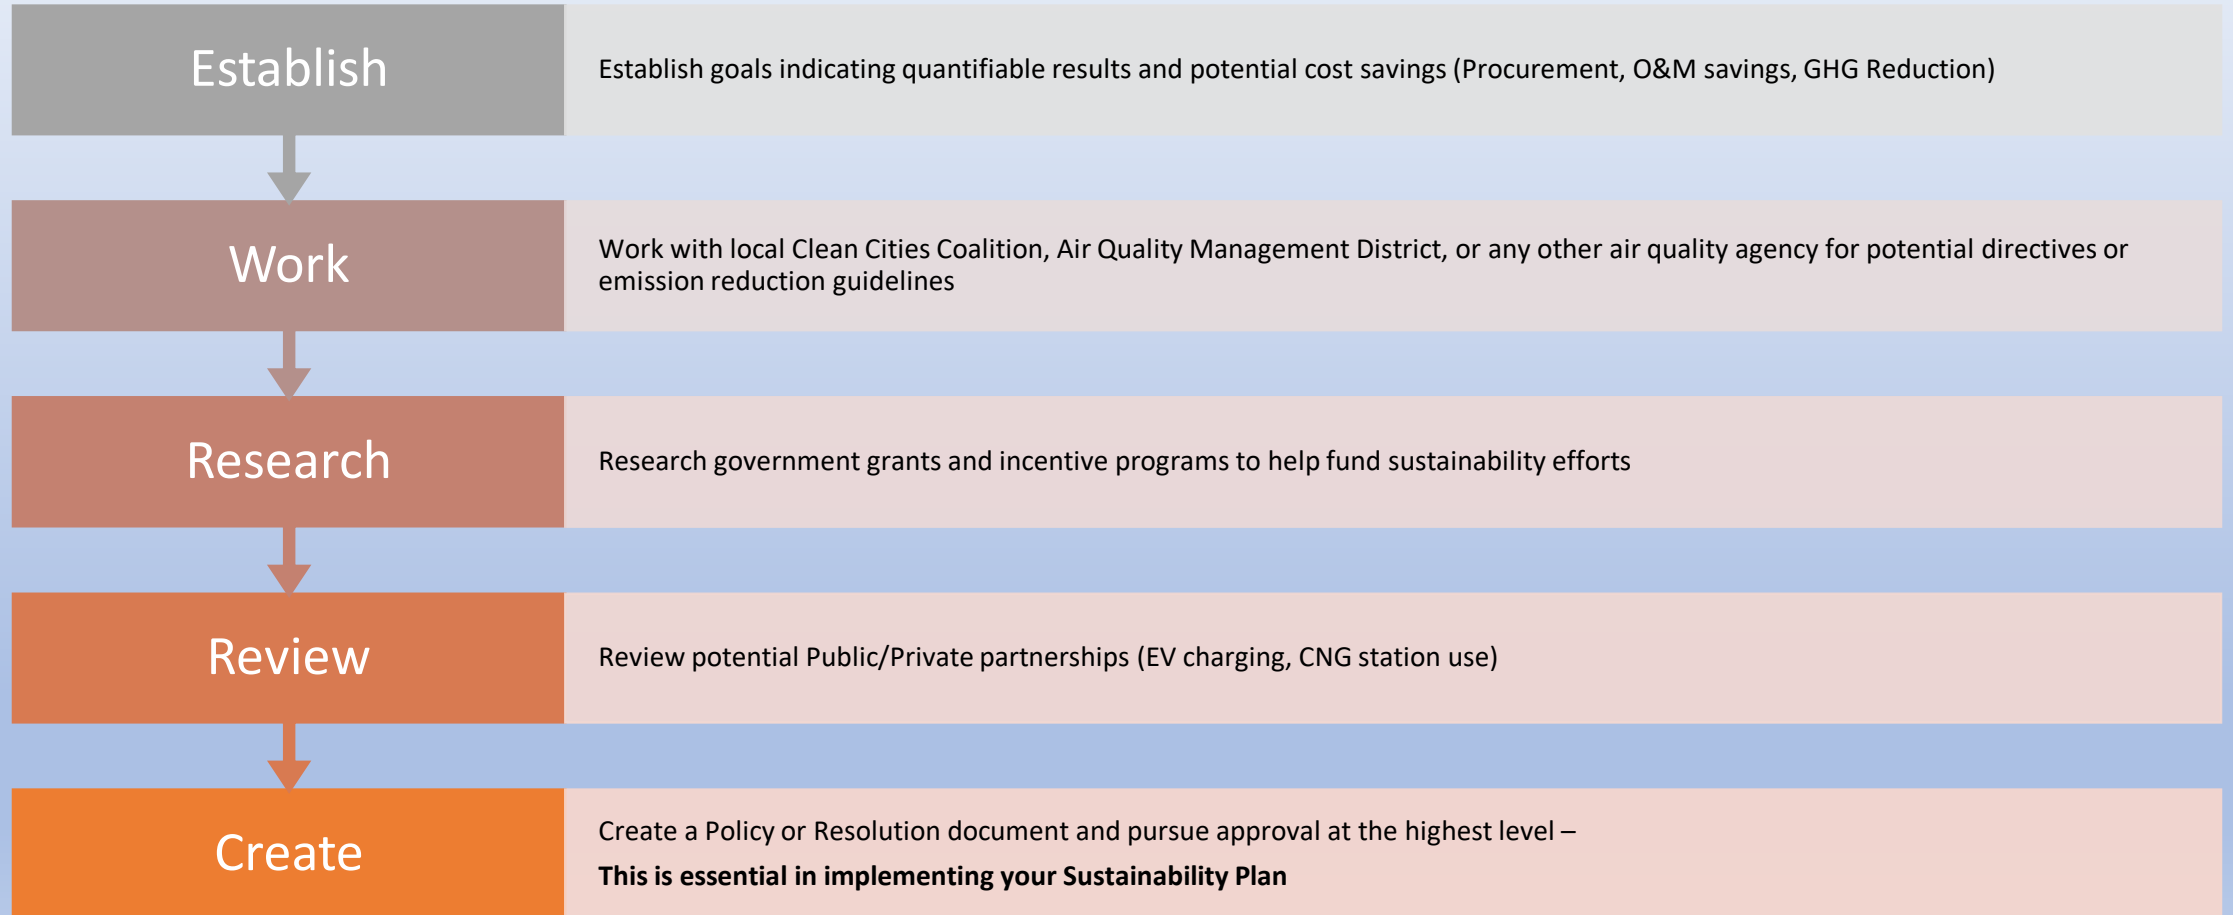 Establish
Establish goals indicating quantifiable results and potential cost savings (Procurement, O&M savings, GHG Reduction)
Work
Work with local Clean Cities Coalition, Air Quality Management District, or any other air quality agency for potential directives or
emission reduction guidelines
Research
Research government grants and incentive programs to help fund sustainability efforts
Review
Review potential Public/Private partnerships (EV charging, CNG station use)
Create
Create a Policy or Resolution document and pursue approval at the highest level –
This is essential in implementing your Sustainability Plan